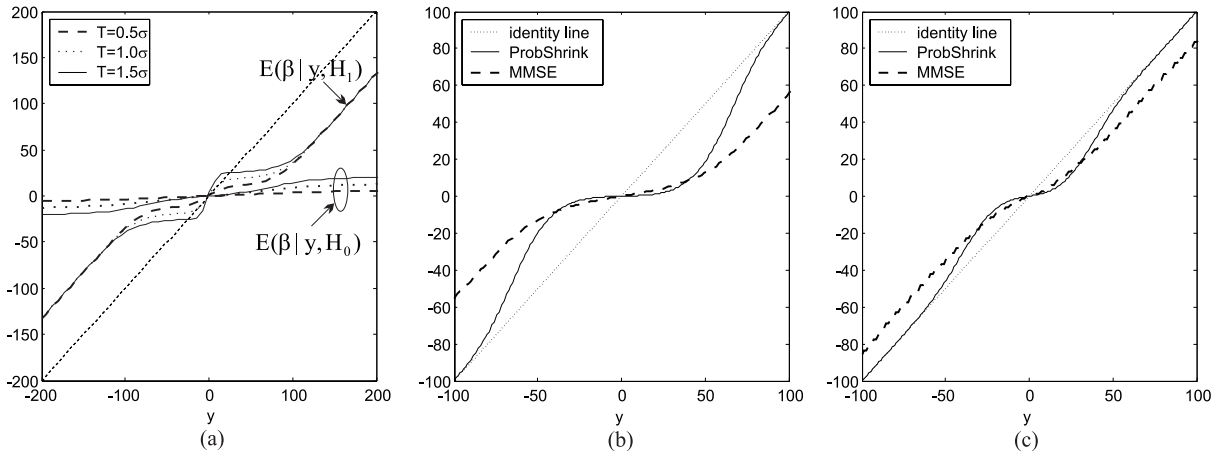 200
150
100
50
0
-50
-100
-150
-200
-200
-100
0
100
200
y
T=0.5σ
T=1.0σ
T=1.5σ
E(β | y, H₁)
E(β | y, H₀)
(a)
100
80
60
40
20
0
-20
-40
-60
-80
-100
-100
-50
0
50
100
y
identity line
ProbShrink
MMSE
(b)
100
80
60
40
20
0
-20
-40
-60
-80
-100
-100
-50
0
50
100
y
identity line
ProbShrink
MMSE
(c)